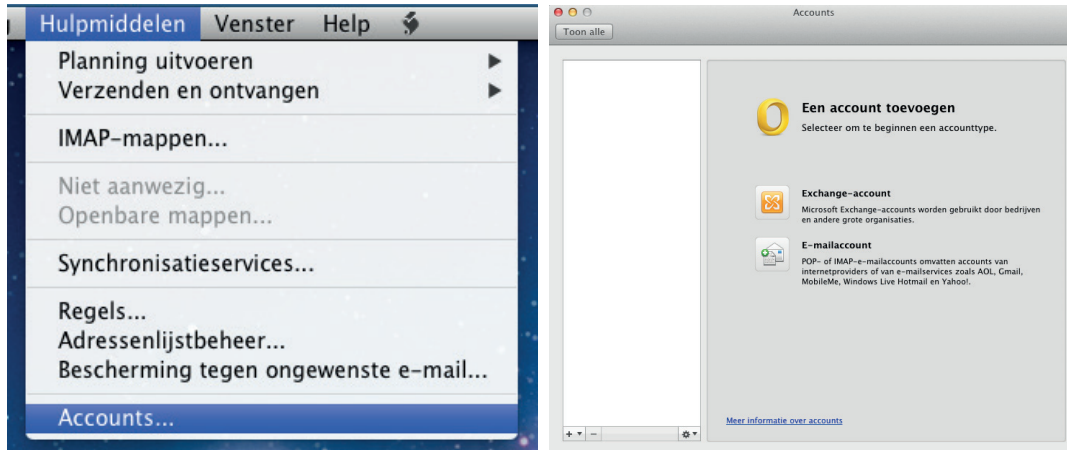 Hulpmiddelen Venster Help
Planning uitvoeren
Verzenden en ontvangen
IMAP-mappen...
Niet aanwezig...
Openbare mappen...
Synchronisatieservices...
Regels...
Adressenlijstbeheer...
Bescherming tegen ongewenste e-mail...
Accounts...
Accounts
Toon alle
Een account toevoegen
Selecteer om te beginnen een accounttype.
Exchange-account
Microsoft Exchange-accounts worden gebruikt door bedrijven
en andere grote organisaties.
E-mailaccount
POP- of IMAP-e-mailaccounts omvatten accounts van
internetproviders of van e-mailservices zoals AOL, Gmail,
MobileMe, Windows Live Hotmail en Yahoo!.
Meer informatie over accounts